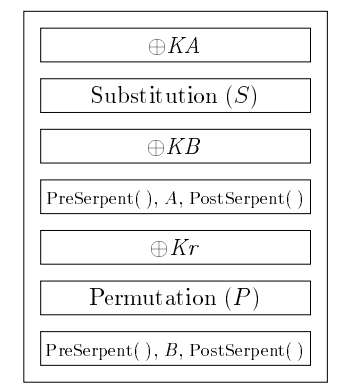 ⊕KA
Substitution (S)
⊕KB
PreSerpent( ), A, PostSerpent( )
⊕Kr
Permutation (P)
PreSerpent( ), B, PostSerpent( )